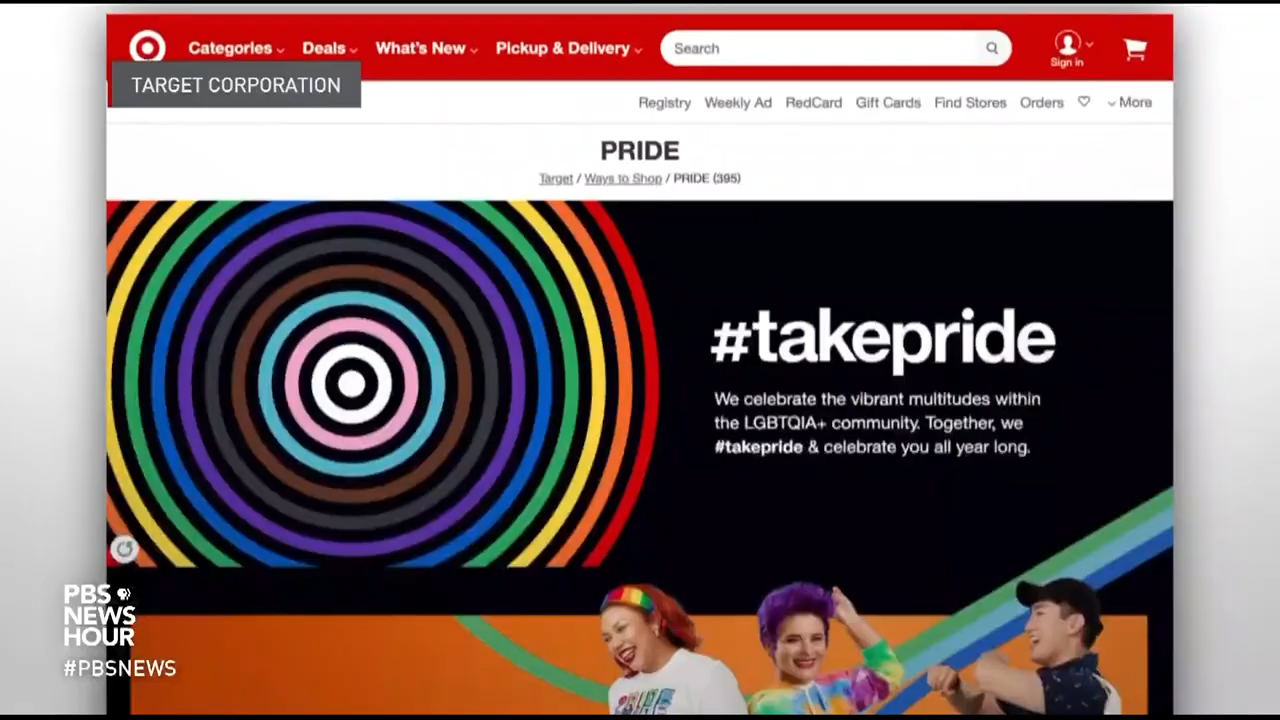 Categories Deals What's New Pickup & Delivery Search Sign in
TARGET CORPORATION
Registry Weekly Ad RedCard Gift Cards Find Stores Orders More
PRIDE
Target / Ways to Shop / PRIDE (395)
#takepride
We celebrate the vibrant multitudes within
the LGBTQIA+ community. Together, we
#takepride & celebrate you all year long.
PBS
NEWS
HOUR
#PBSNEWS
PRIDE